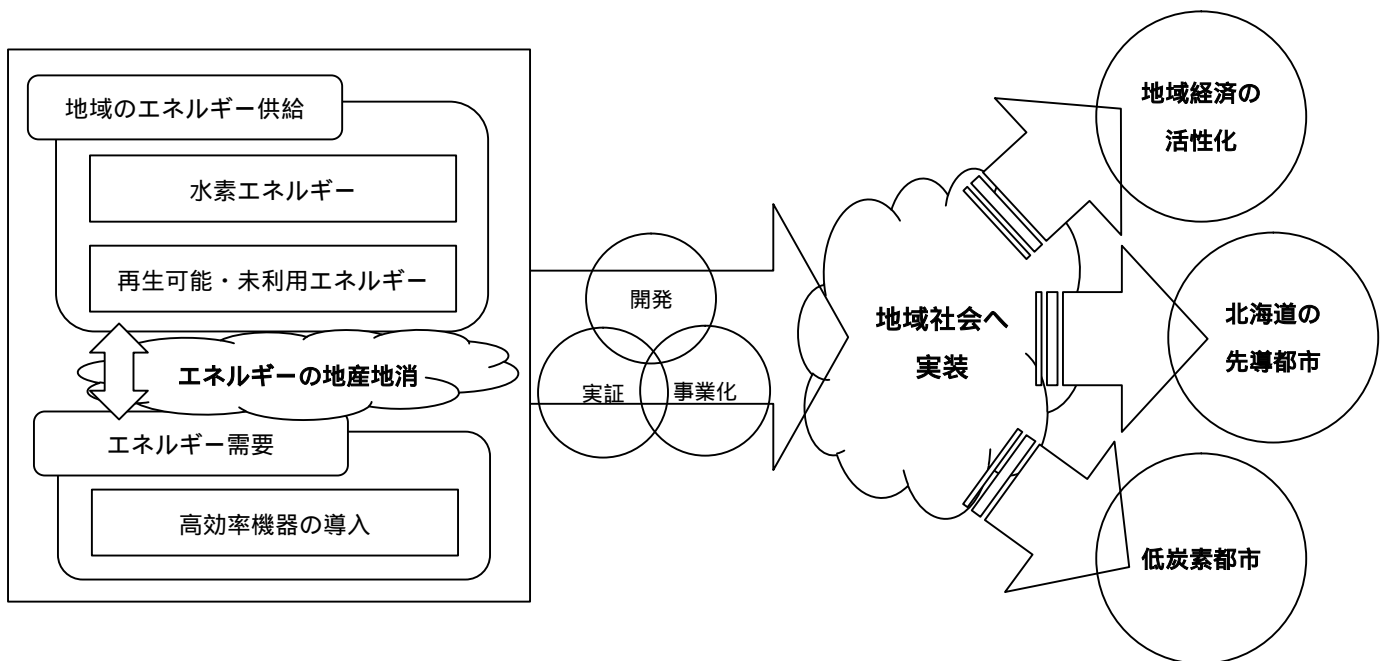 地域のエネルギー供給
水素エネルギー
再生可能・未利用エネルギー
エネルギーの地産地消
エネルギー需要
高効率機器の導入
開発
実証
事業化
地域社会へ
実装
地域経済の
活性化
北海道の
先導都市
低炭素都市